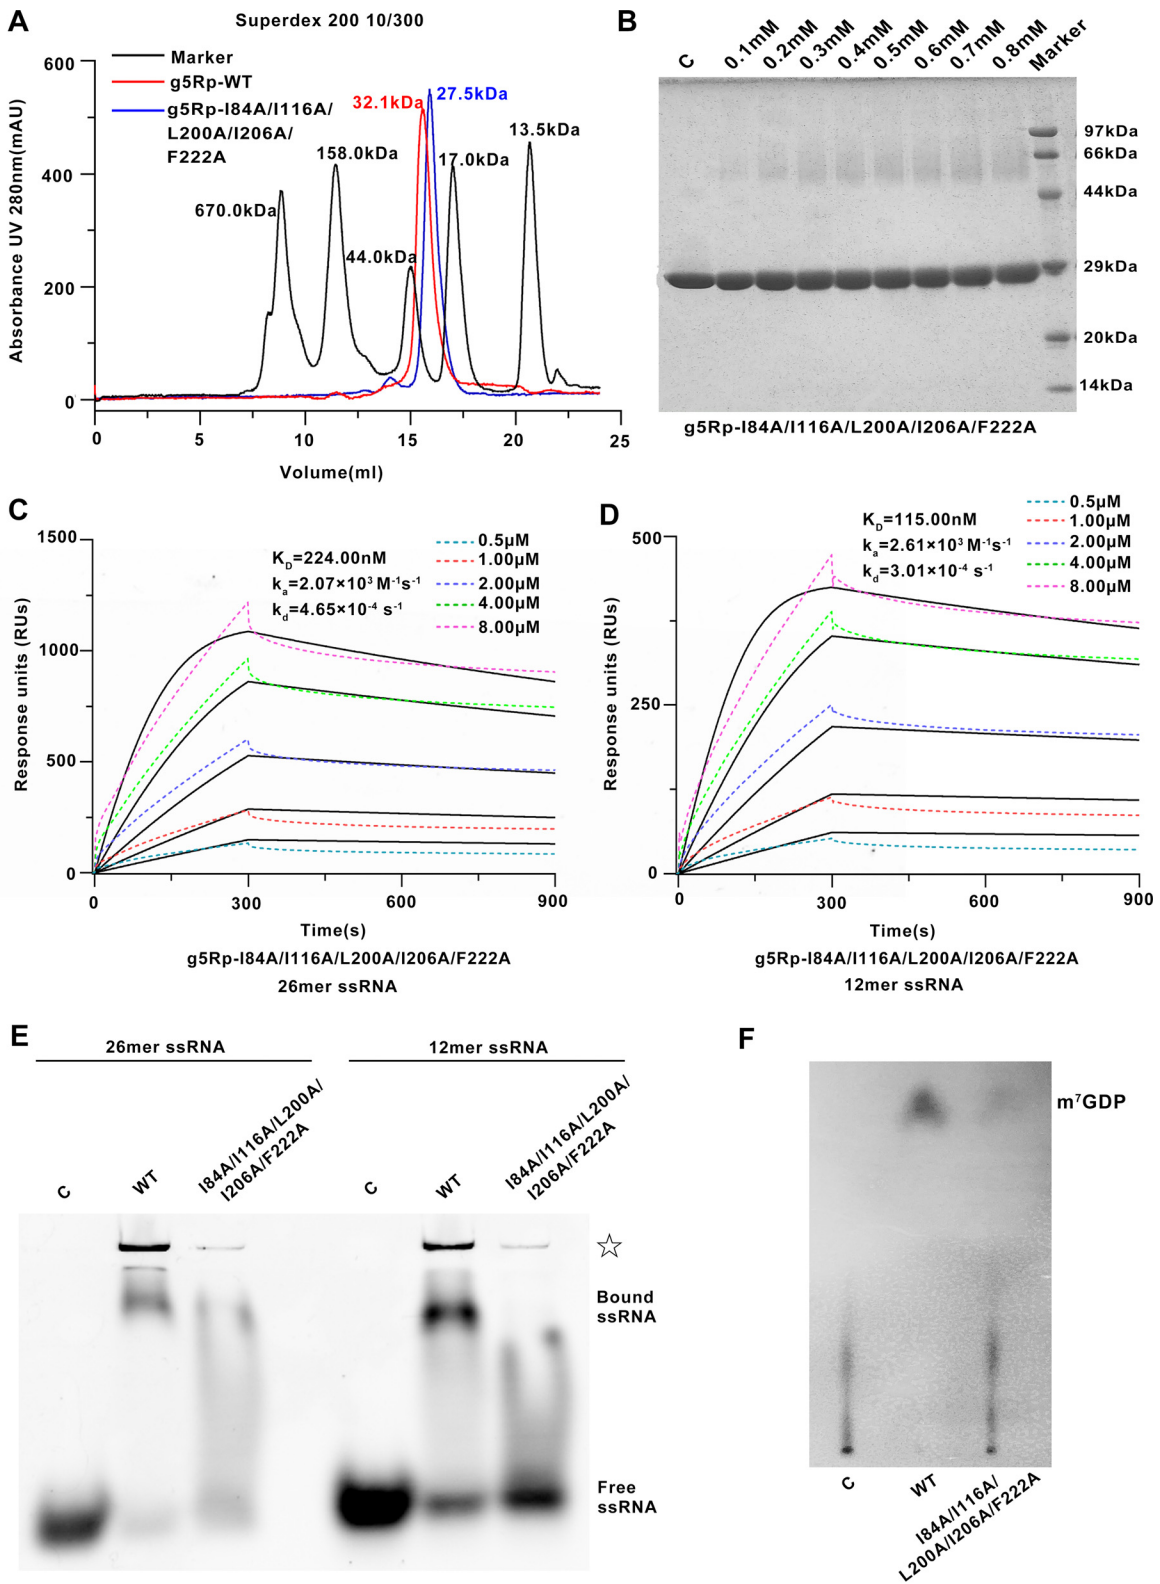 A
Superdex 200 10/300
Marker
g5Rp-WT
g5Rp-I84A/I116A/
L200A/I206A/
F222A
600
400
200
0
Absorbance UV 280nm(mAU)
670.0kDa
158.0kDa
44.0kDa
32.1kDa
27.5kDa
17.0kDa
13.5kDa
0
5
10
15
20
25
Volume(ml)
B
C
0.1mM
0.2mM
0.3mM
0.4mM
0.5mM
0.6mM
0.7mM
0.8mM
Marker
97kDa
66kDa
44kDa
29kDa
20kDa
14kDa
g5Rp-I84A/I116A/L200A/I206A/F222A
C
1500
1000
500
0
Response units (RUs)
K_D=224.00nM
k_a=2.07×10³ M⁻¹s⁻¹
k_d=4.65×10⁻⁴ s⁻¹
0.5μM
1.00μM
2.00μM
4.00μM
8.00μM
0
300
600
900
Time(s)
g5Rp-I84A/I116A/L200A/I206A/F222A
26mer ssRNA
D
500
250
0
Response units (RUs)
K_D=115.00nM
k_a=2.61×10³ M⁻¹s⁻¹
k_d=3.01×10⁻⁴ s⁻¹
0.5μM
1.00μM
2.00μM
4.00μM
8.00μM
0
300
600
900
Time(s)
g5Rp-I84A/I116A/L200A/I206A/F222A
12mer ssRNA
E
26mer ssRNA
12mer ssRNA
C
WT
I84A/I116A/L200A/
I206A/F222A
C
WT
I84A/I116A/L200A/
I206A/F222A
☆
Bound
ssRNA
Free
ssRNA
F
m⁷GDP
C
WT
I84A/I116A/
L200A/I206A/F222A